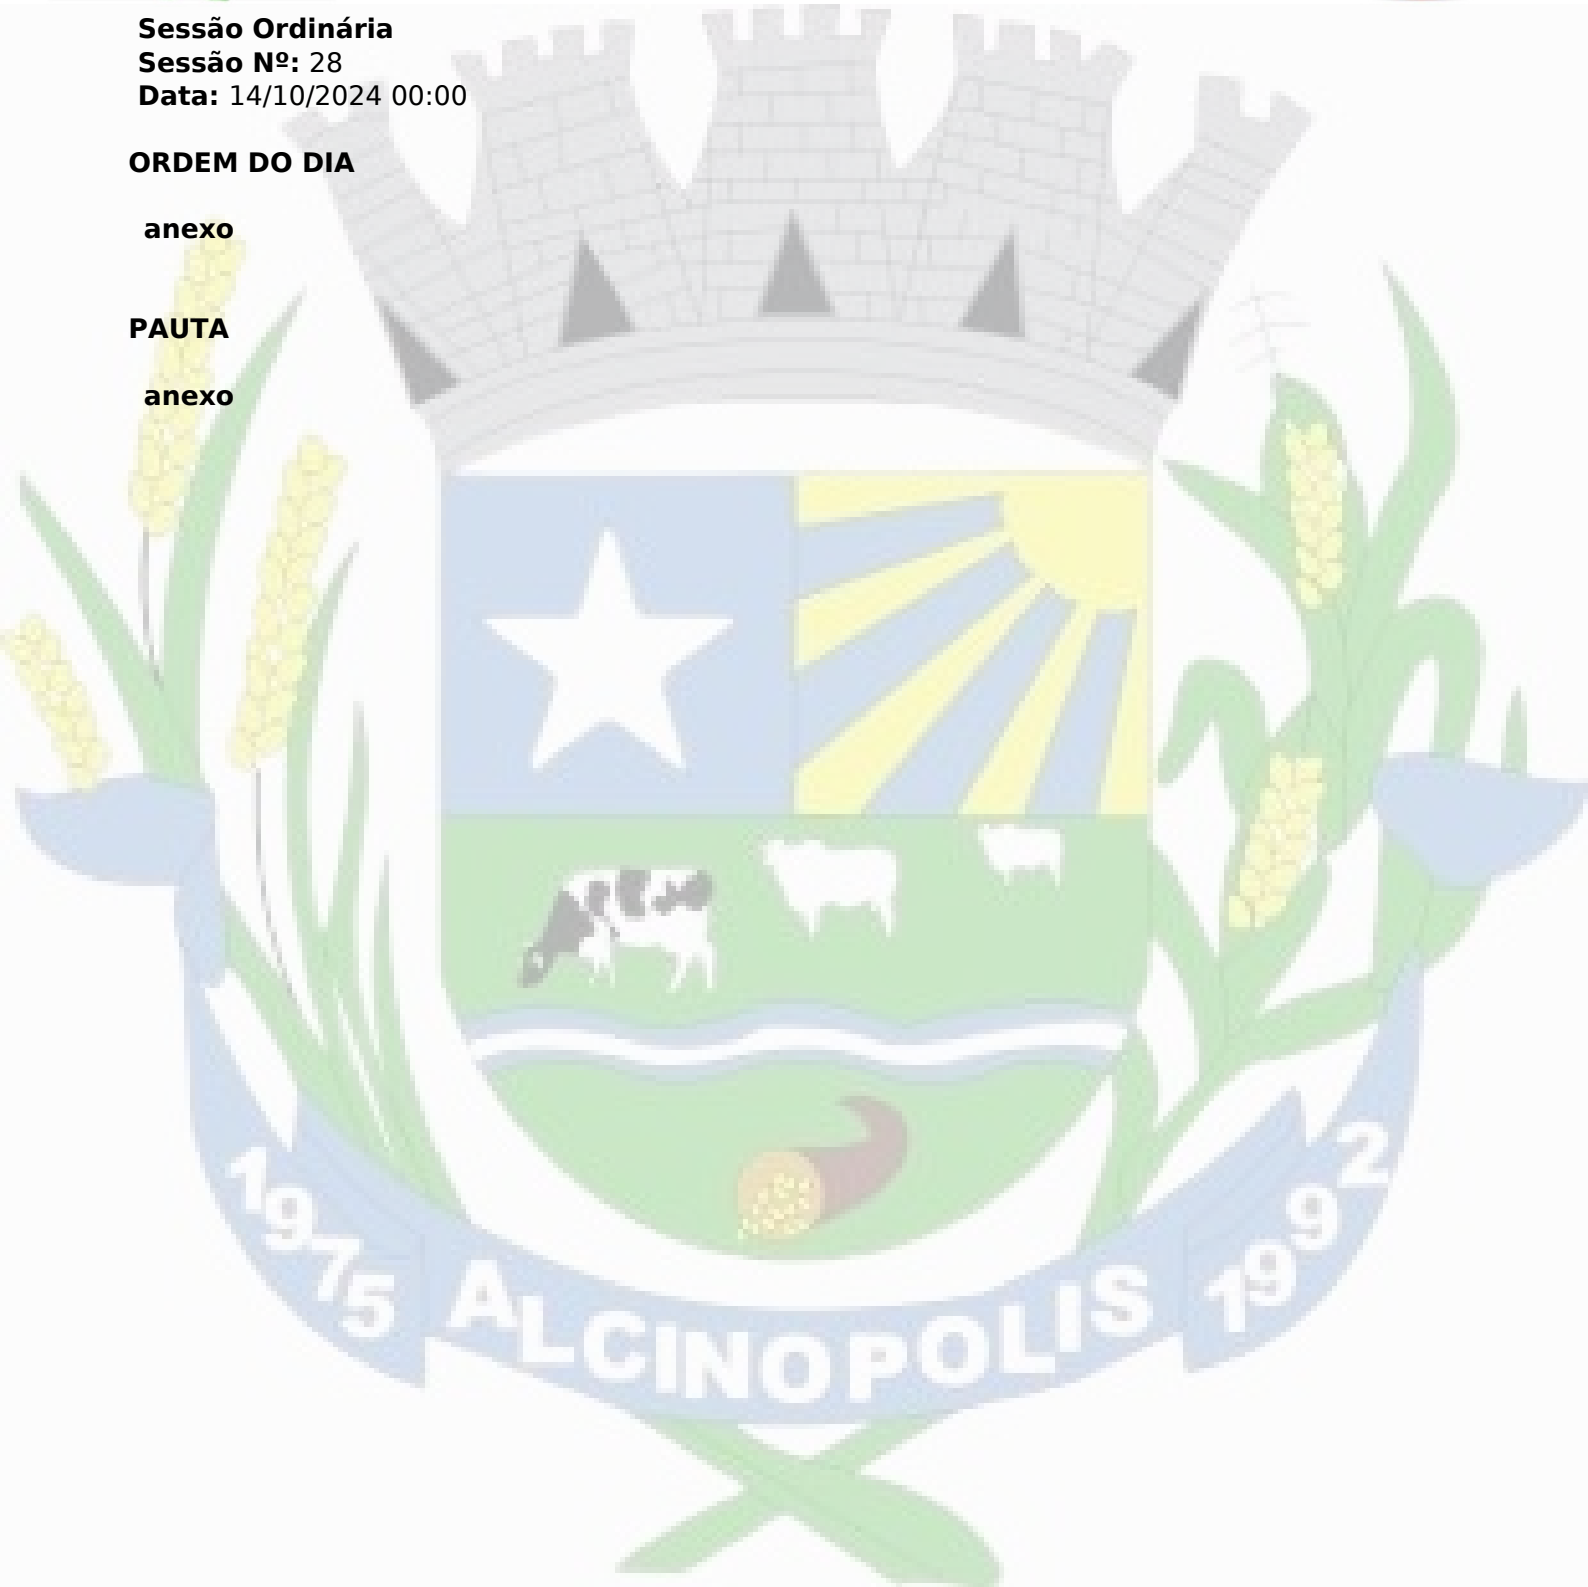 Sessão Ordinária
Sessão Nº: 28
Data: 14/10/2024 00:00
ORDEM DO DIA
anexo
PAUTA
anexo
1975 ALCINOPOLIS 1992